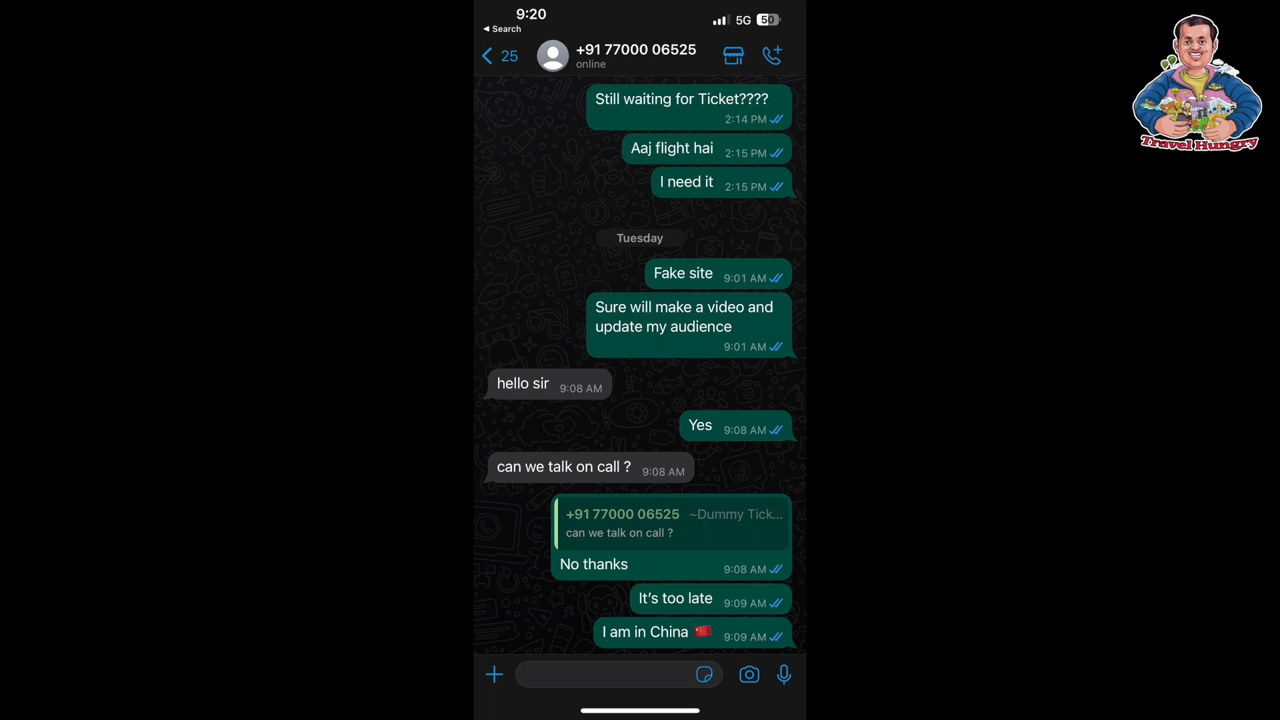 9:20
5G
50
◀ Search
25
+91 77000 06525
online
Still waiting for Ticket????
2:14 PM
Aaj flight hai
2:15 PM
I need it
2:15 PM
Tuesday
Fake site
9:01 AM
Sure will make a video and
update my audience
9:01 AM
hello sir
9:08 AM
Yes
9:08 AM
can we talk on call ?
9:08 AM
+91 77000 06525 ~Dummy Tick...
can we talk on call ?
No thanks
9:08 AM
It's too late
9:09 AM
I am in China 🇨🇳
9:09 AM
Travel Hungry